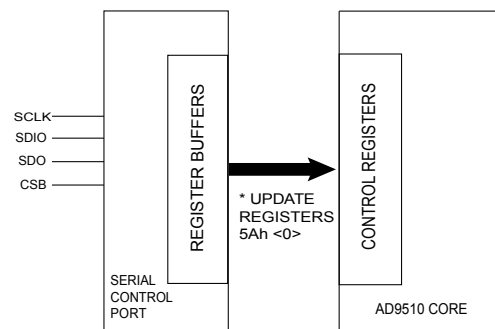 SCLK
SDIO
SDO
CSB
REGISTER BUFFERS
SERIAL
CONTROL
PORT
* UPDATE
REGISTERS
5Ah <0>
CONTROL REGISTERS
AD9510 CORE